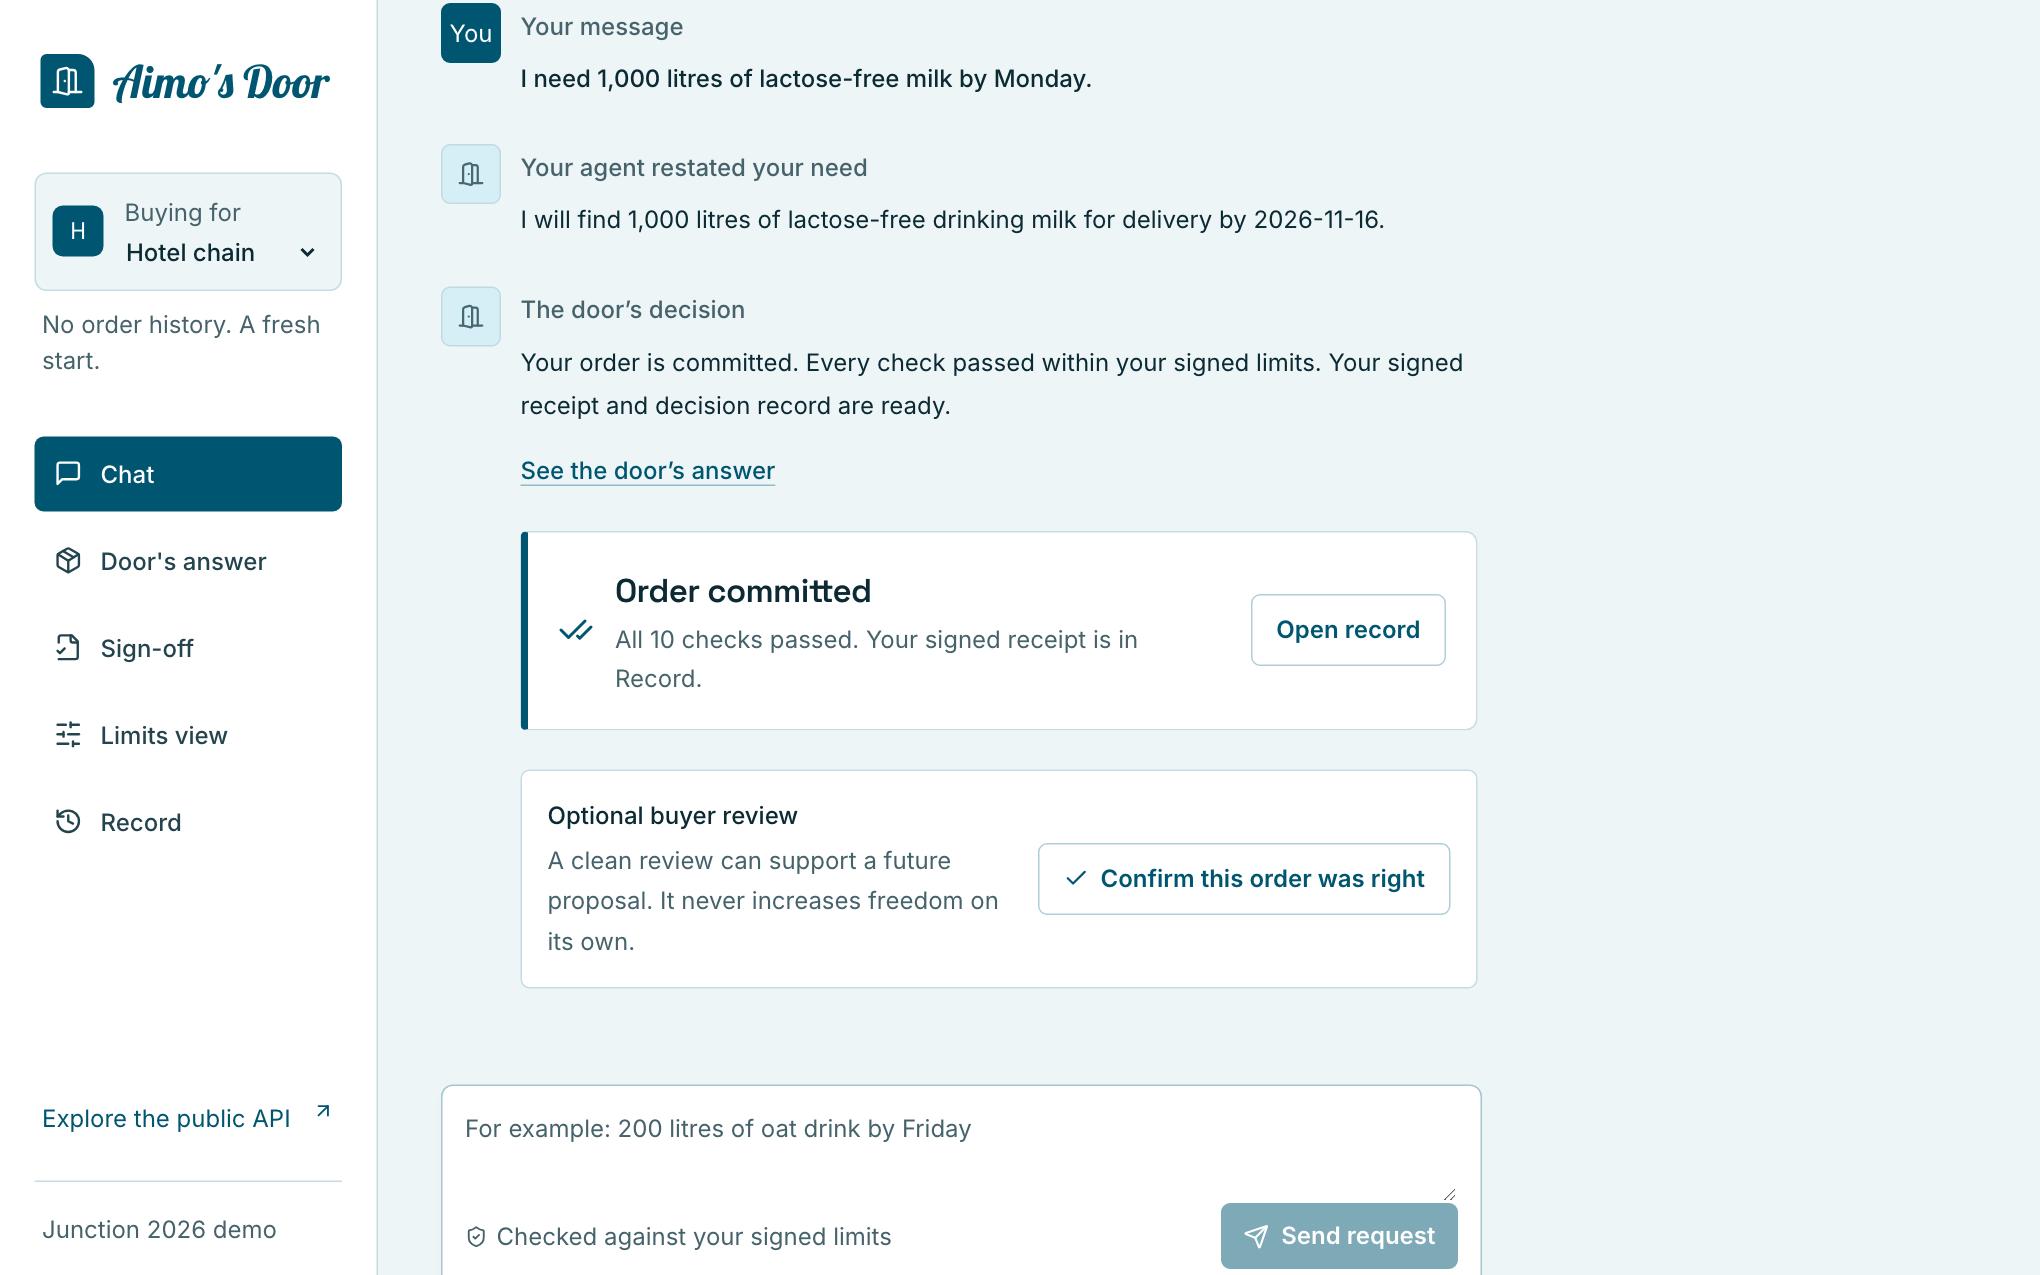 Aimo's Door
H
Buying for
Hotel chain
No order history. A fresh
start.
Chat
Door's answer
Sign-off
Limits view
Record
Explore the public API
Junction 2026 demo
You
Your message
I need 1,000 litres of lactose-free milk by Monday.
Your agent restated your need
I will find 1,000 litres of lactose-free drinking milk for delivery by 2026-11-16.
The door’s decision
Your order is committed. Every check passed within your signed limits. Your signed
receipt and decision record are ready.
See the door’s answer
Order committed
All 10 checks passed. Your signed receipt is in
Record.
Open record
Optional buyer review
A clean review can support a future
proposal. It never increases freedom on
its own.
Confirm this order was right
For example: 200 litres of oat drink by Friday
Checked against your signed limits
Send request